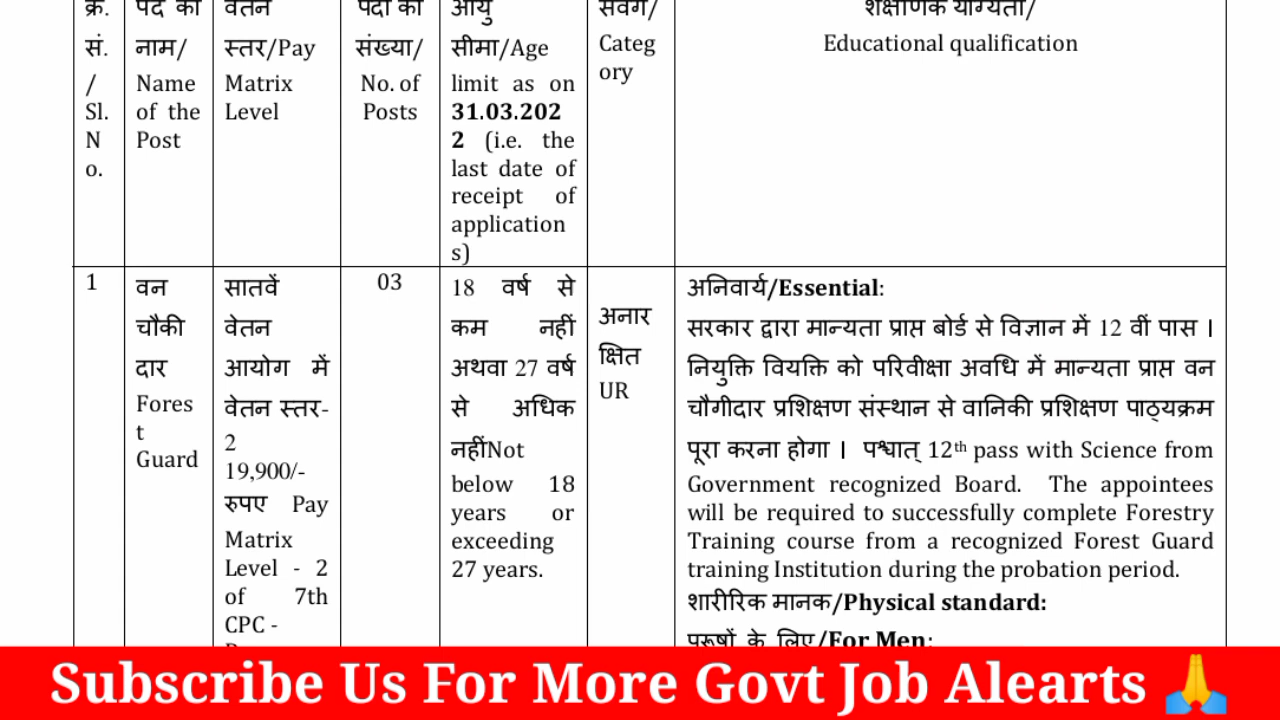 क्र.
सं.
/
Sl.
N
o.
पद का
नाम/
Name
of the
Post
वेतन
स्तर/Pay
Matrix
Level
पदों की
संख्या/
No. of
Posts
आयु
सीमा/Age
limit as on
31.03.202
2 (i.e. the
last date of
receipt of
application
s)
संवर्ग/
Categ
ory
शैक्षणिक योग्यता/
Educational qualification
1
वन
चौकी
दार
Fores
t
Guard
सातवें
वेतन
आयोग में
वेतन स्तर-
2
19,900/-
रुपए Pay
Matrix
Level - 2
of 7th
CPC -
03
18 वर्ष से
कम नहीं
अथवा 27 वर्ष
से अधिक
नहींNot
below 18
years or
exceeding
27 years.
अनार
क्षित
UR
अनिवार्य/Essential:
सरकार द्वारा मान्यता प्राप्त बोर्ड से विज्ञान में 12 वीं पास ।
नियुक्ति वियक्ति को परिवीक्षा अवधि में मान्यता प्राप्त वन
चौगीदार प्रशिक्षण संस्थान से वानिकी प्रशिक्षण पाठ्यक्रम
पूरा करना होगा । पश्चात् 12th pass with Science from
Government recognized Board. The appointees
will be required to successfully complete Forestry
Training course from a recognized Forest Guard
training Institution during the probation period.
शारीरिक मानक/Physical standard:
पुरूषों के लिए/For Men:
Subscribe Us For More Govt Job Alearts 🙏